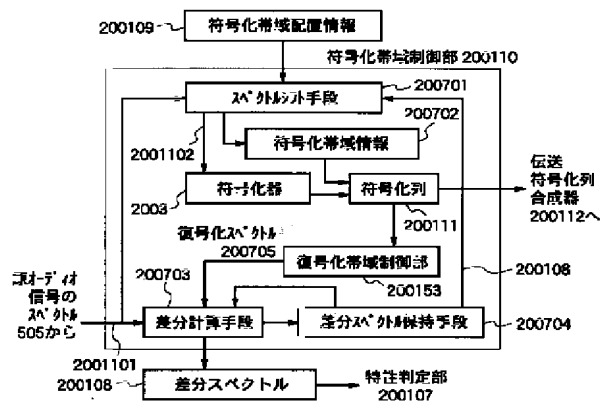 200109
符号化帯域配置情報
符号化帯域制御部 200110
スペクトルシフト手段
200701
200702
2001102
符号化帯域情報
伝送
符号化列
合成器
200112へ
符号化器
2003
符号化列
200111
復号化スペクトル
200705
復号化帯域制御部
200153
200108
源オーディオ
信号の
スペクトル
505から
200703
差分計算手段
差分スペクトル保持手段
200704
2001101
200108
差分スペクトル
特性判定部
200107